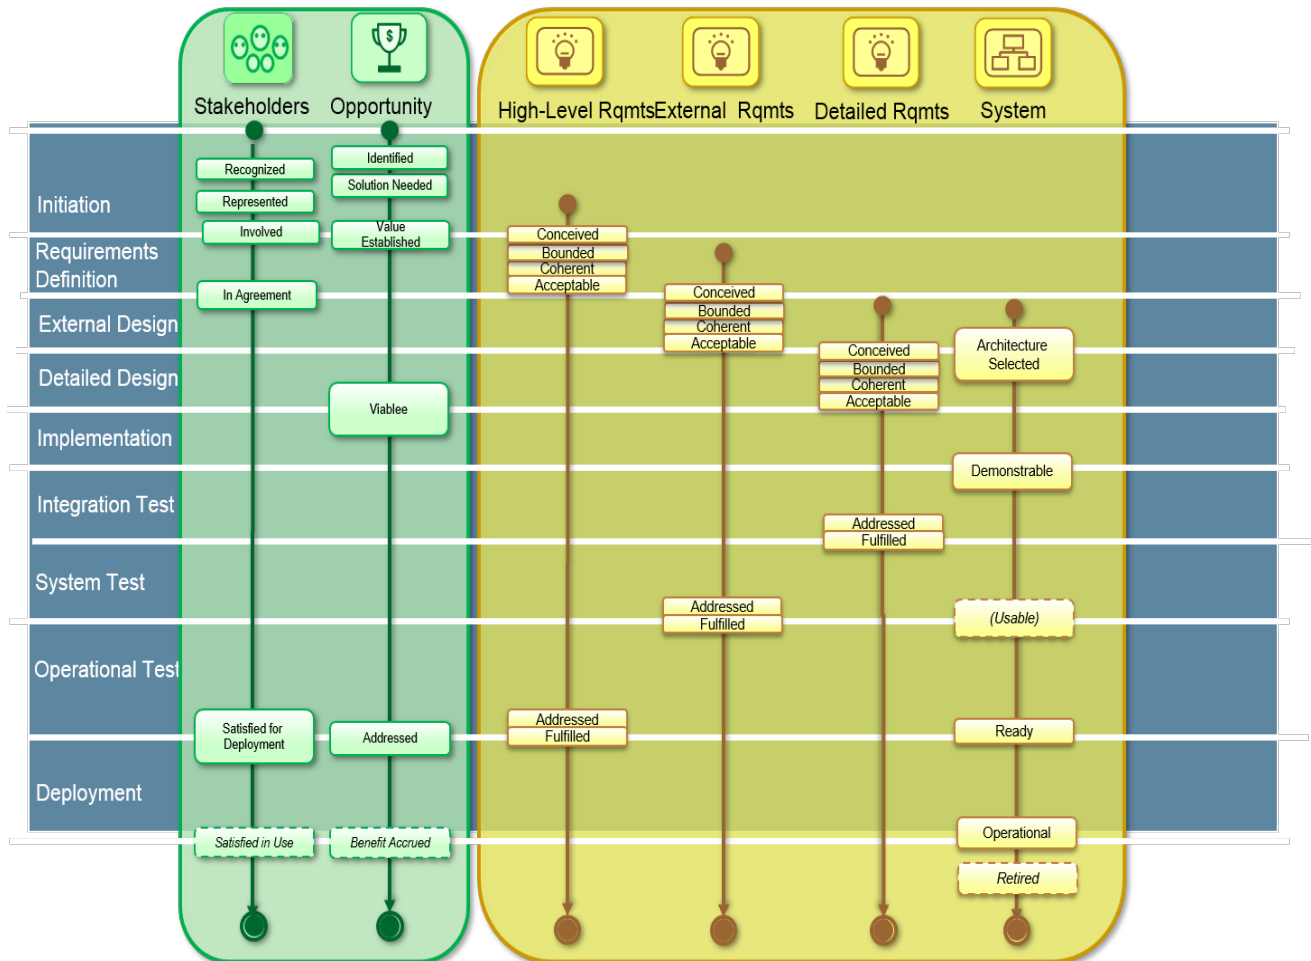 $
Stakeholders
Opportunity
High-Level Rqmts
External Rqmts
Detailed Rqmts
System
Initiation
Requirements
Definition
External Design
Detailed Design
Implementation
Integration Test
System Test
Operational Test
Deployment
Recognized
Represented
Involved
In Agreement
Satisfied for
Deployment
Satisfied in Use
Identified
Solution Needed
Value
Established
Viablee
Addressed
Benefit Accrued
Conceived
Bounded
Coherent
Acceptable
Addressed
Fulfilled
Conceived
Bounded
Coherent
Acceptable
Addressed
Fulfilled
Conceived
Bounded
Coherent
Acceptable
Addressed
Fulfilled
Architecture
Selected
Demonstrable
(Usable)
Ready
Operational
Retired